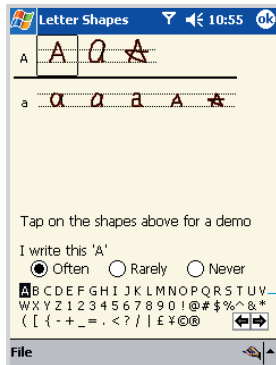 Letter Shapes 10:55 ok
A A a A
a a a a A A
Tap on the shapes above for a demo
I write this 'A'
Often Rarely Never
A B C D E F G H I J K L M N O P Q R S T U V
W X Y Z 1 2 3 4 5 6 7 8 9 0 ! @ # $ % ^ & *
( [ { - + _ = . < ? / | £ ¥ © ®
File